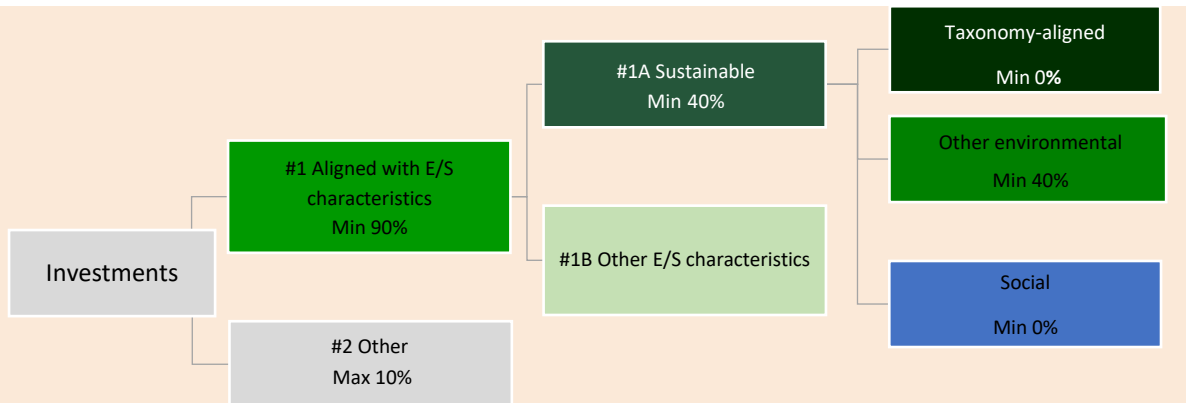 Investments
#1 Aligned with E/S
characteristics
Min 90%
#2 Other
Max 10%
#1A Sustainable
Min 40%
#1B Other E/S characteristics
Taxonomy-aligned
Min 0%
Other environmental
Min 40%
Social
Min 0%